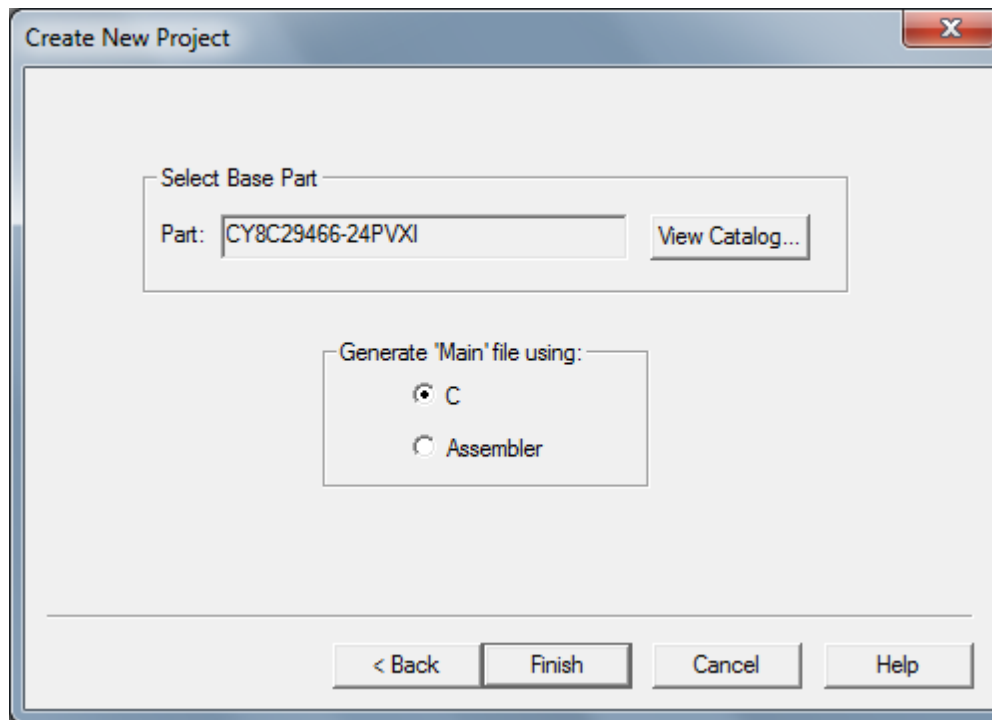 Create New Project
Select Base Part
Part: CY8C29466-24PVXI View Catalog...
Generate 'Main' file using:
C
Assembler
< Back Finish Cancel Help